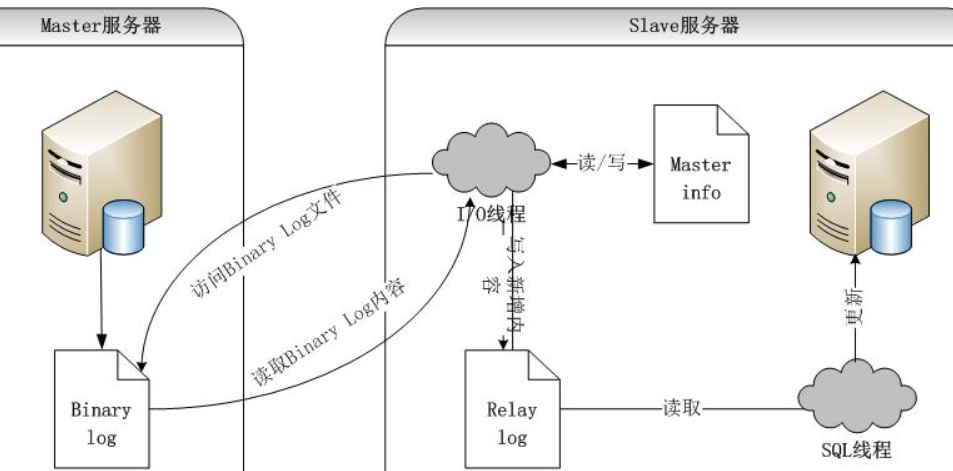 Master服务器
Slave服务器
读/写
Master
info
I/O线程
访问Binary Log文件
写入新增内
容
读取Binary Log内容
更新
Binary
log
Relay
log
读取
SQL线程